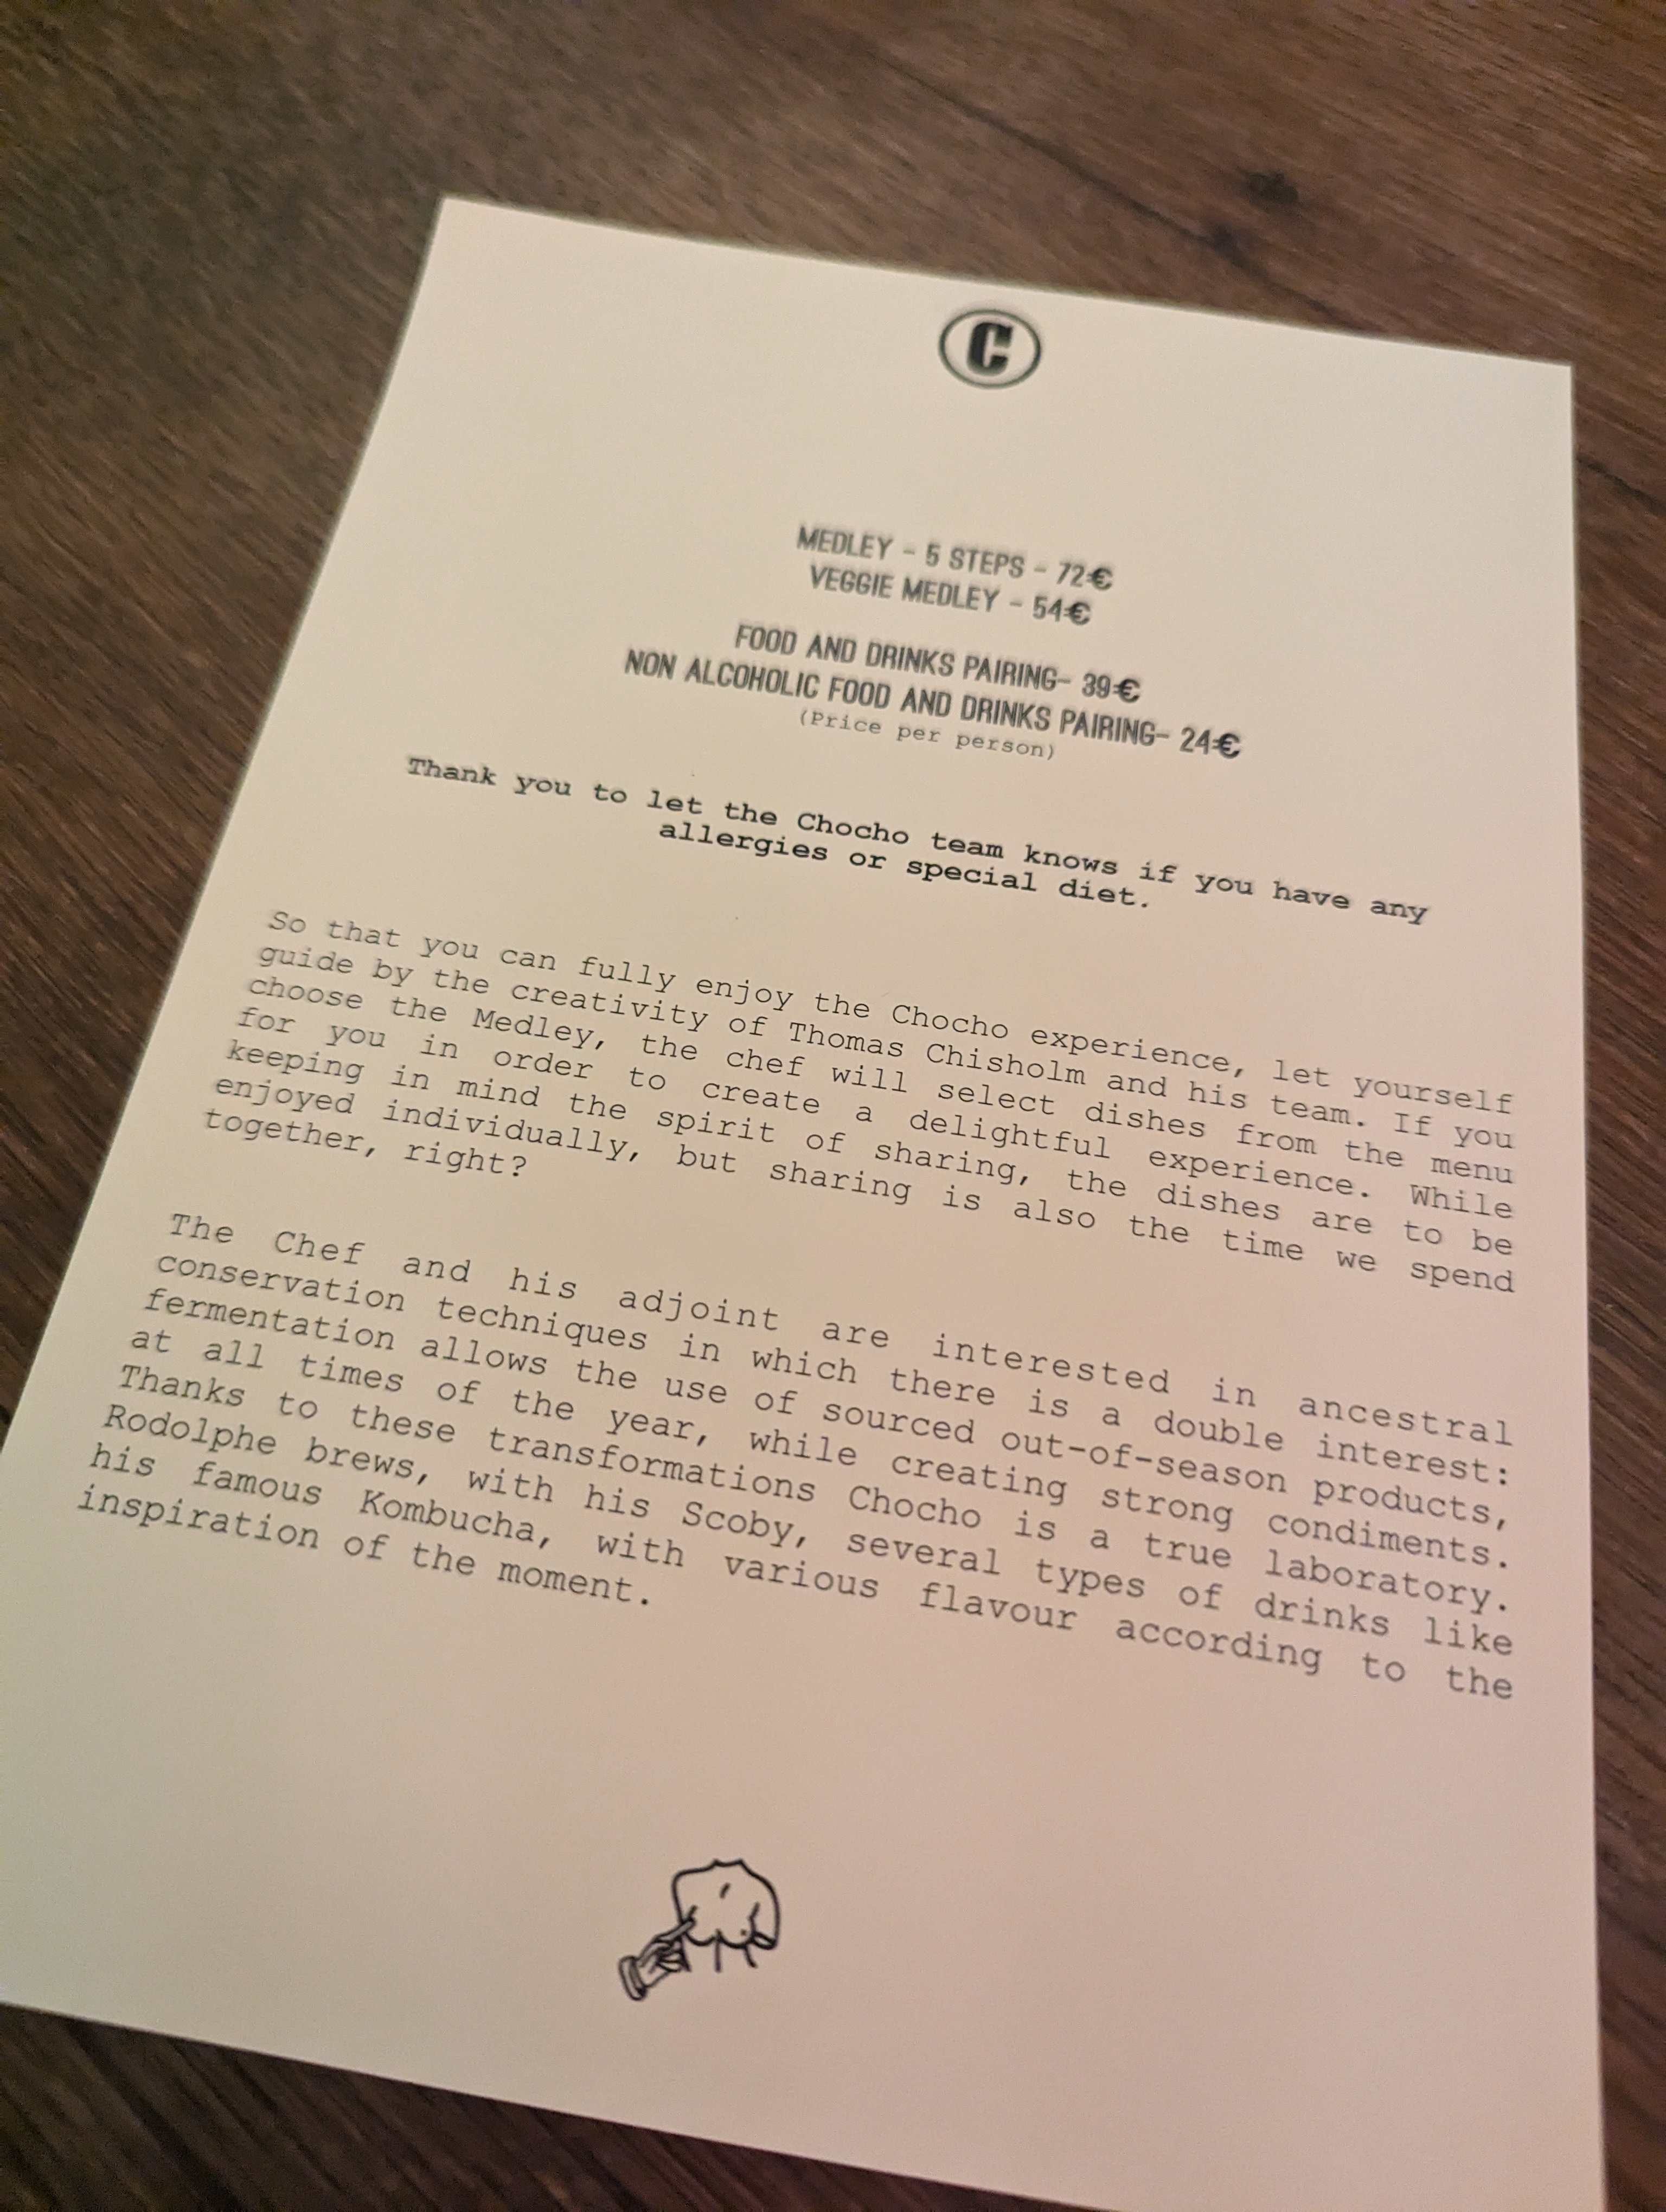 C
MEDLEY - 5 STEPS - 72€
VEGGIE MEDLEY - 54€
FOOD AND DRINKS PAIRING- 39€
NON ALCOHOLIC FOOD AND DRINKS PAIRING- 24€
(Price per person)
Thank you to let the Chocho team knows if you have any
allergies or special diet.
So that you can fully enjoy the Chocho experience, let yourself
guide by the creativity of Thomas Chisholm and his team. If you
choose the Medley, the chef will select dishes from the menu
for you in order to create a delightful experience. While
keeping in mind the spirit of sharing, the dishes are to be
enjoyed individually, but sharing is also the time we spend
together, right?
The Chef and his adjoint are interested in ancestral
conservation techniques in which there is a double interest:
fermentation allows the use of sourced out-of-season products,
at all times of the year, while creating strong condiments.
Thanks to these transformations Chocho is a true laboratory.
Rodolphe brews, with his Scoby, several types of drinks like
his famous Kombucha, with various flavour according to the
inspiration of the moment.